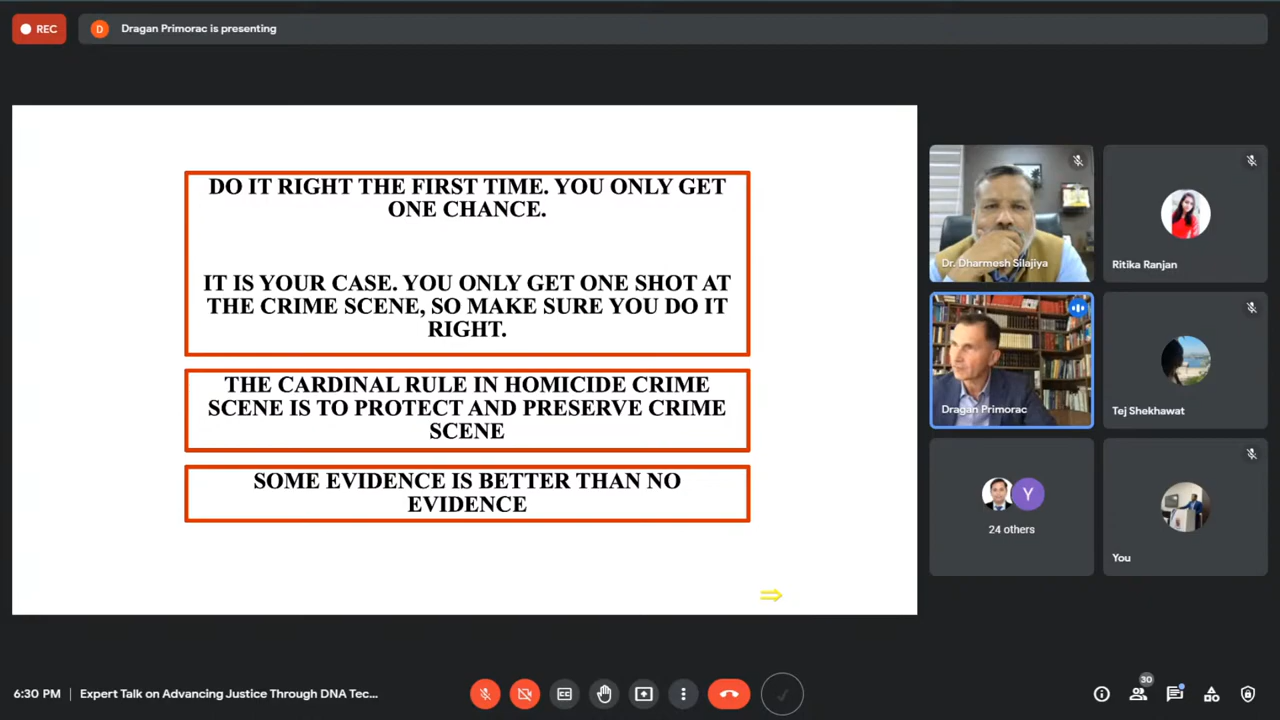 REC
D
Dragan Primorac is presenting
DO IT RIGHT THE FIRST TIME. YOU ONLY GET
ONE CHANCE.
IT IS YOUR CASE. YOU ONLY GET ONE SHOT AT
THE CRIME SCENE, SO MAKE SURE YOU DO IT
RIGHT.
THE CARDINAL RULE IN HOMICIDE CRIME
SCENE IS TO PROTECT AND PRESERVE CRIME
SCENE
SOME EVIDENCE IS BETTER THAN NO
EVIDENCE
Dr. Dharmesh Silajiya
Ritika Ranjan
Dragan Primorac
Tej Shekhawat
Y
24 others
You
6:30 PM | Expert Talk on Advancing Justice Through DNA Tec...
CC
30